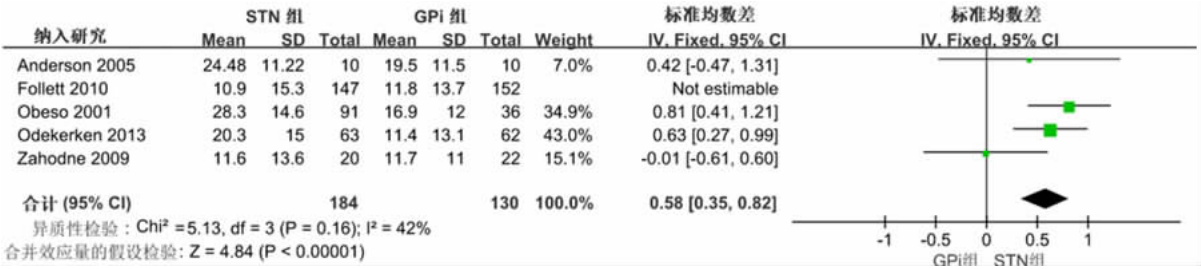 STN 组 GPi 组 标准均数差 标准均数差
纳入研究 Mean SD Total Mean SD Total Weight IV, Fixed, 95% CI IV, Fixed, 95% CI
Anderson 2005 24.48 11.22 10 19.5 11.5 10 7.0% 0.42 [-0.47, 1.31]
Follett 2010 10.9 15.3 147 11.8 13.7 152 Not estimable
Obeso 2001 28.3 14.6 91 16.9 12 36 34.9% 0.81 [0.41, 1.21]
Odekerken 2013 20.3 15 63 11.4 13.1 62 43.0% 0.63 [0.27, 0.99]
Zahodne 2009 11.6 13.6 20 11.7 11 22 15.1% -0.01 [-0.61, 0.60]
合计 (95% CI) 184 130 100.0% 0.58 [0.35, 0.82]
异质性检验：Chi² =5.13, df = 3 (P = 0.16); I² = 42%
合并效应量的假设检验: Z = 4.84 (P < 0.00001)
-1 -0.5 0 0.5 1
GPi组 STN组